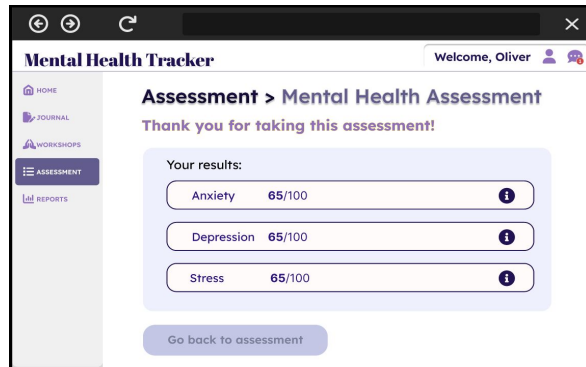 Mental Health Tracker
Welcome, Oliver
HOME
JOURNAL
WORKSHOPS
ASSESSMENT
REPORTS
Assessment > Mental Health Assessment
Thank you for taking this assessment!
Your results:
Anxiety 65/100
Depression 65/100
Stress 65/100
Go back to assessment